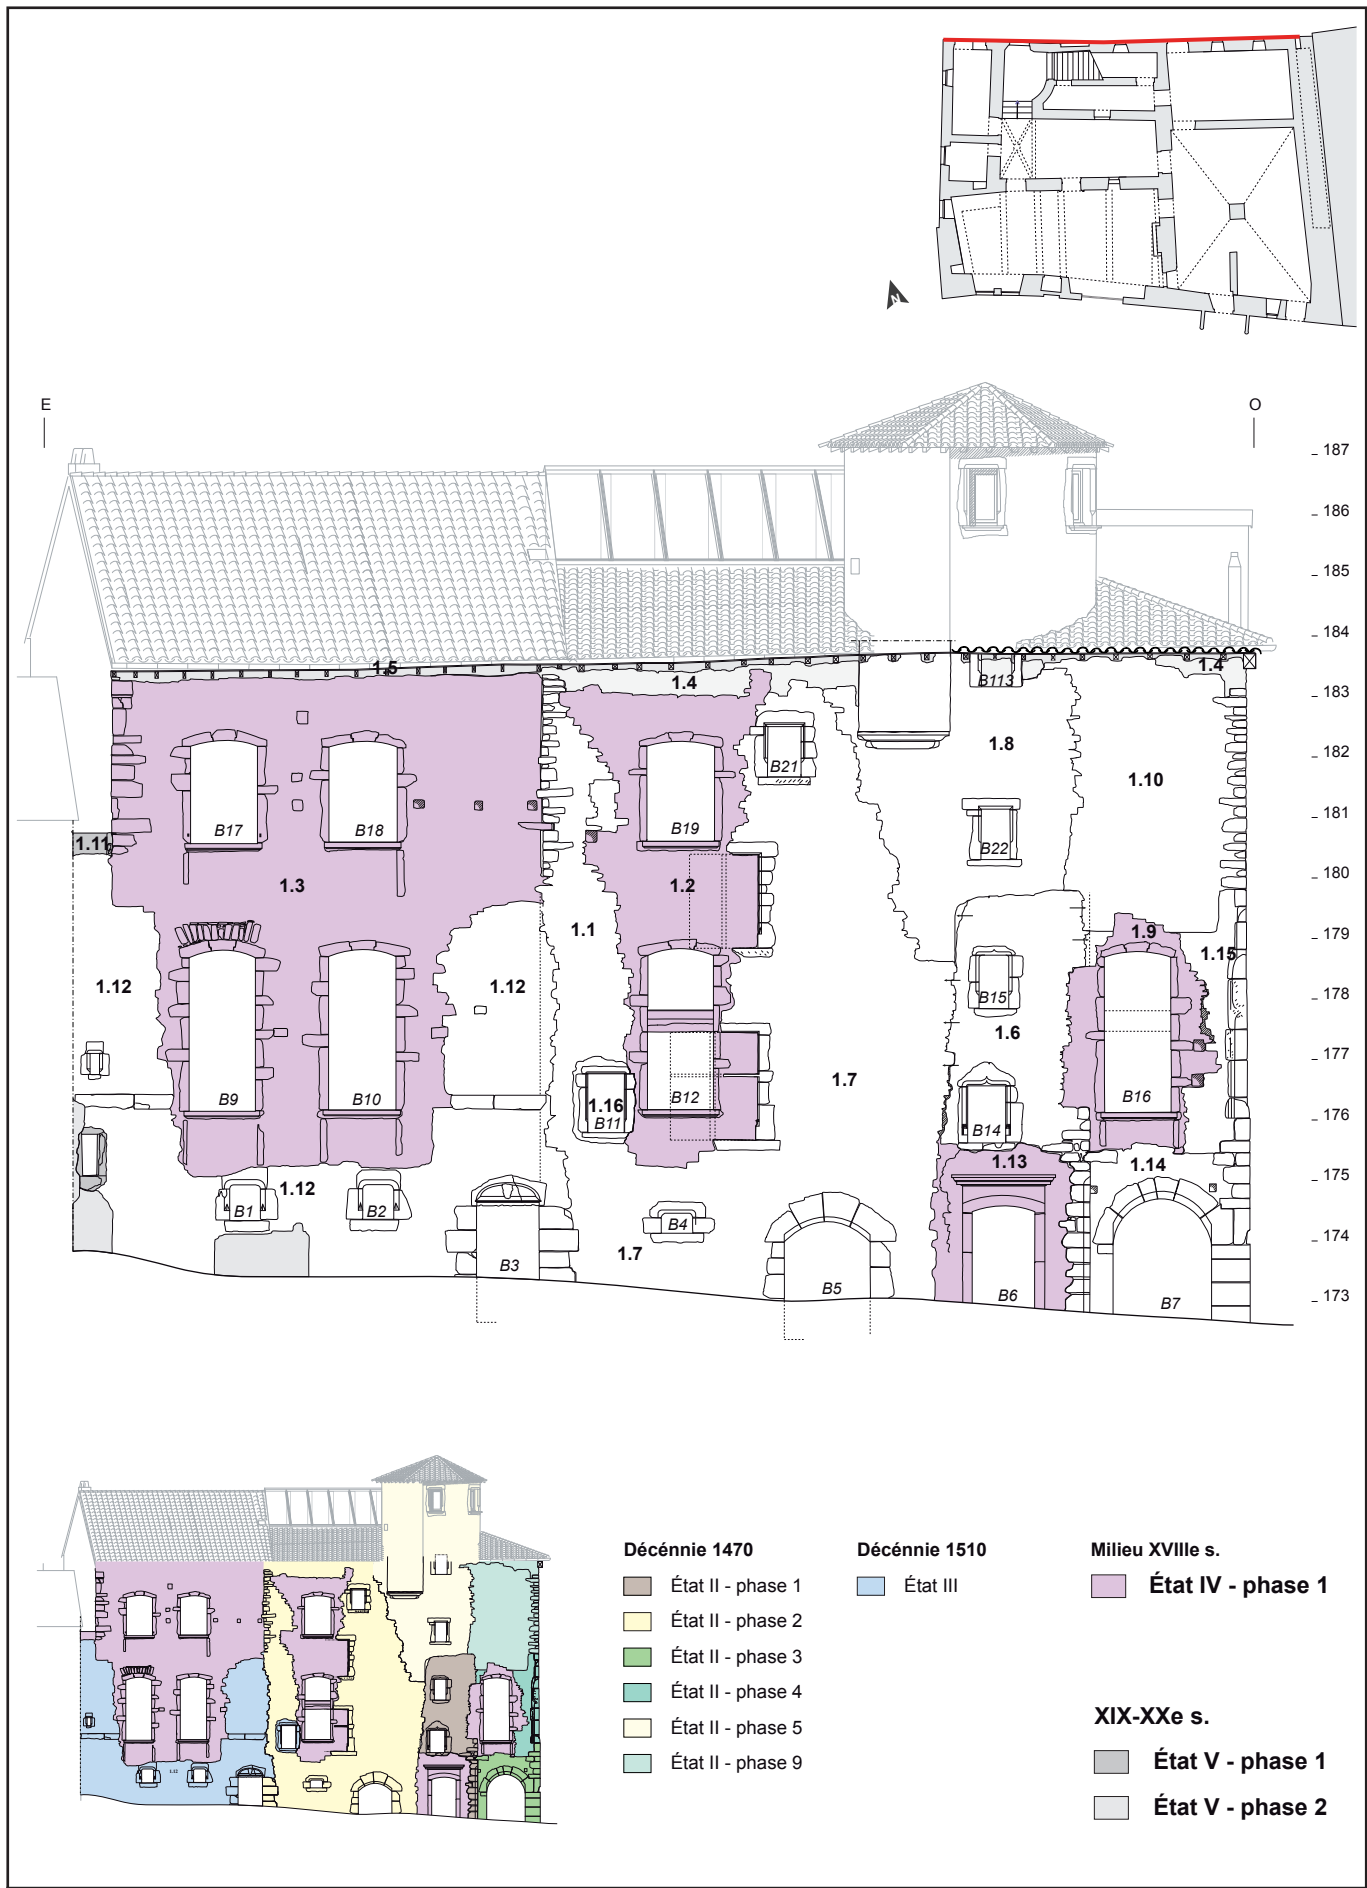 N
E
O
187
186
185
184
1.5
1.4
B113
1.4
183
B17
B18
B19
B21
1.8
182
1.10
B22
181
1.11
1.3
1.2
180
1.1
1.9
179
1.12
1.12
B15
1.15
178
1.6
177
B9
B10
1.16
B11
B12
1.7
B14
B16
176
1.12
1.13
1.14
175
B1
B2
B4
174
B3
1.7
B5
B6
B7
173
1.12
Décénnie 1470
État II - phase 1
État II - phase 2
État II - phase 3
État II - phase 4
État II - phase 5
État II - phase 9
Décénnie 1510
État III
Milieu XVIIIe s.
État IV - phase 1
XIX-XXe s.
État V - phase 1
État V - phase 2